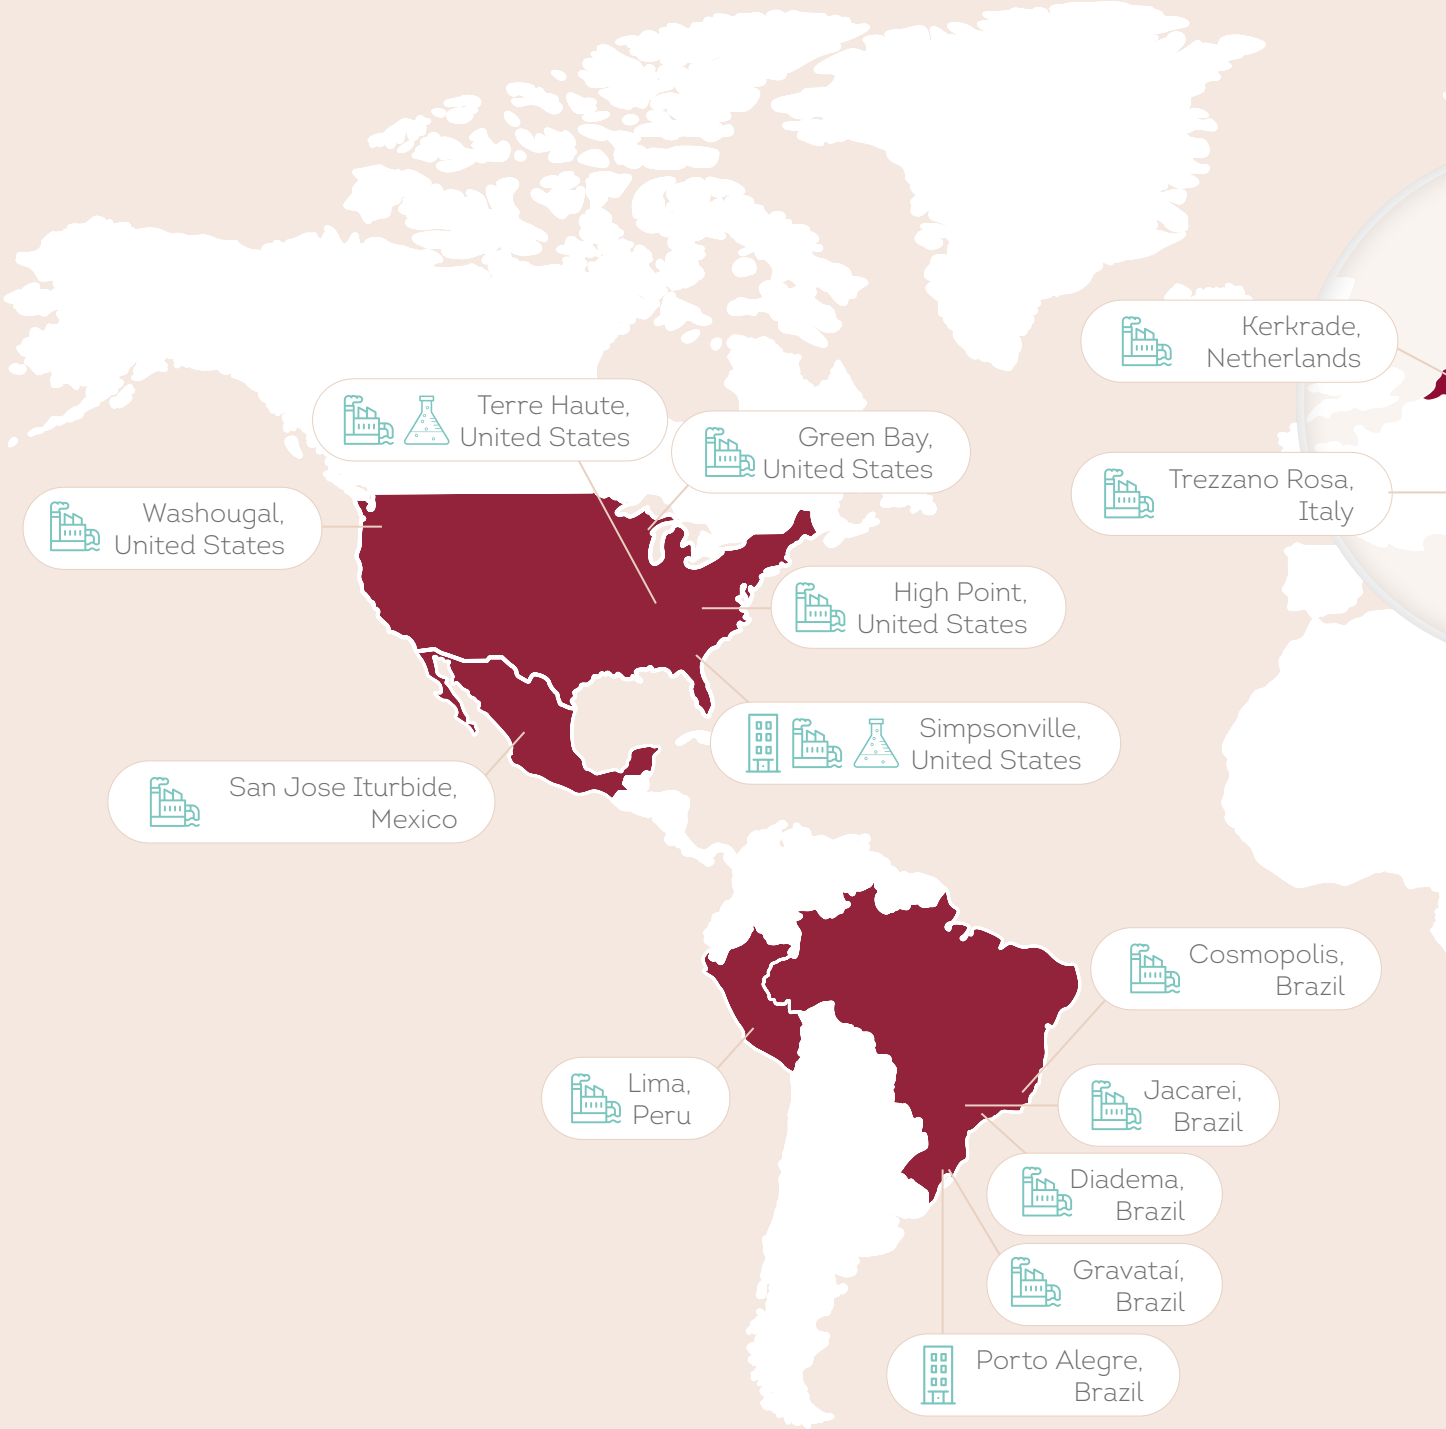 Kerkrade,
Netherlands
Terre Haute,
United States
Green Bay,
United States
Trezzano Rosa,
Italy
Washougal,
United States
High Point,
United States
Simpsonville,
United States
San Jose Iturbide,
Mexico
Cosmopolis,
Brazil
Lima,
Peru
Jacarei,
Brazil
Diadema,
Brazil
Gravataí,
Brazil
Porto Alegre,
Brazil